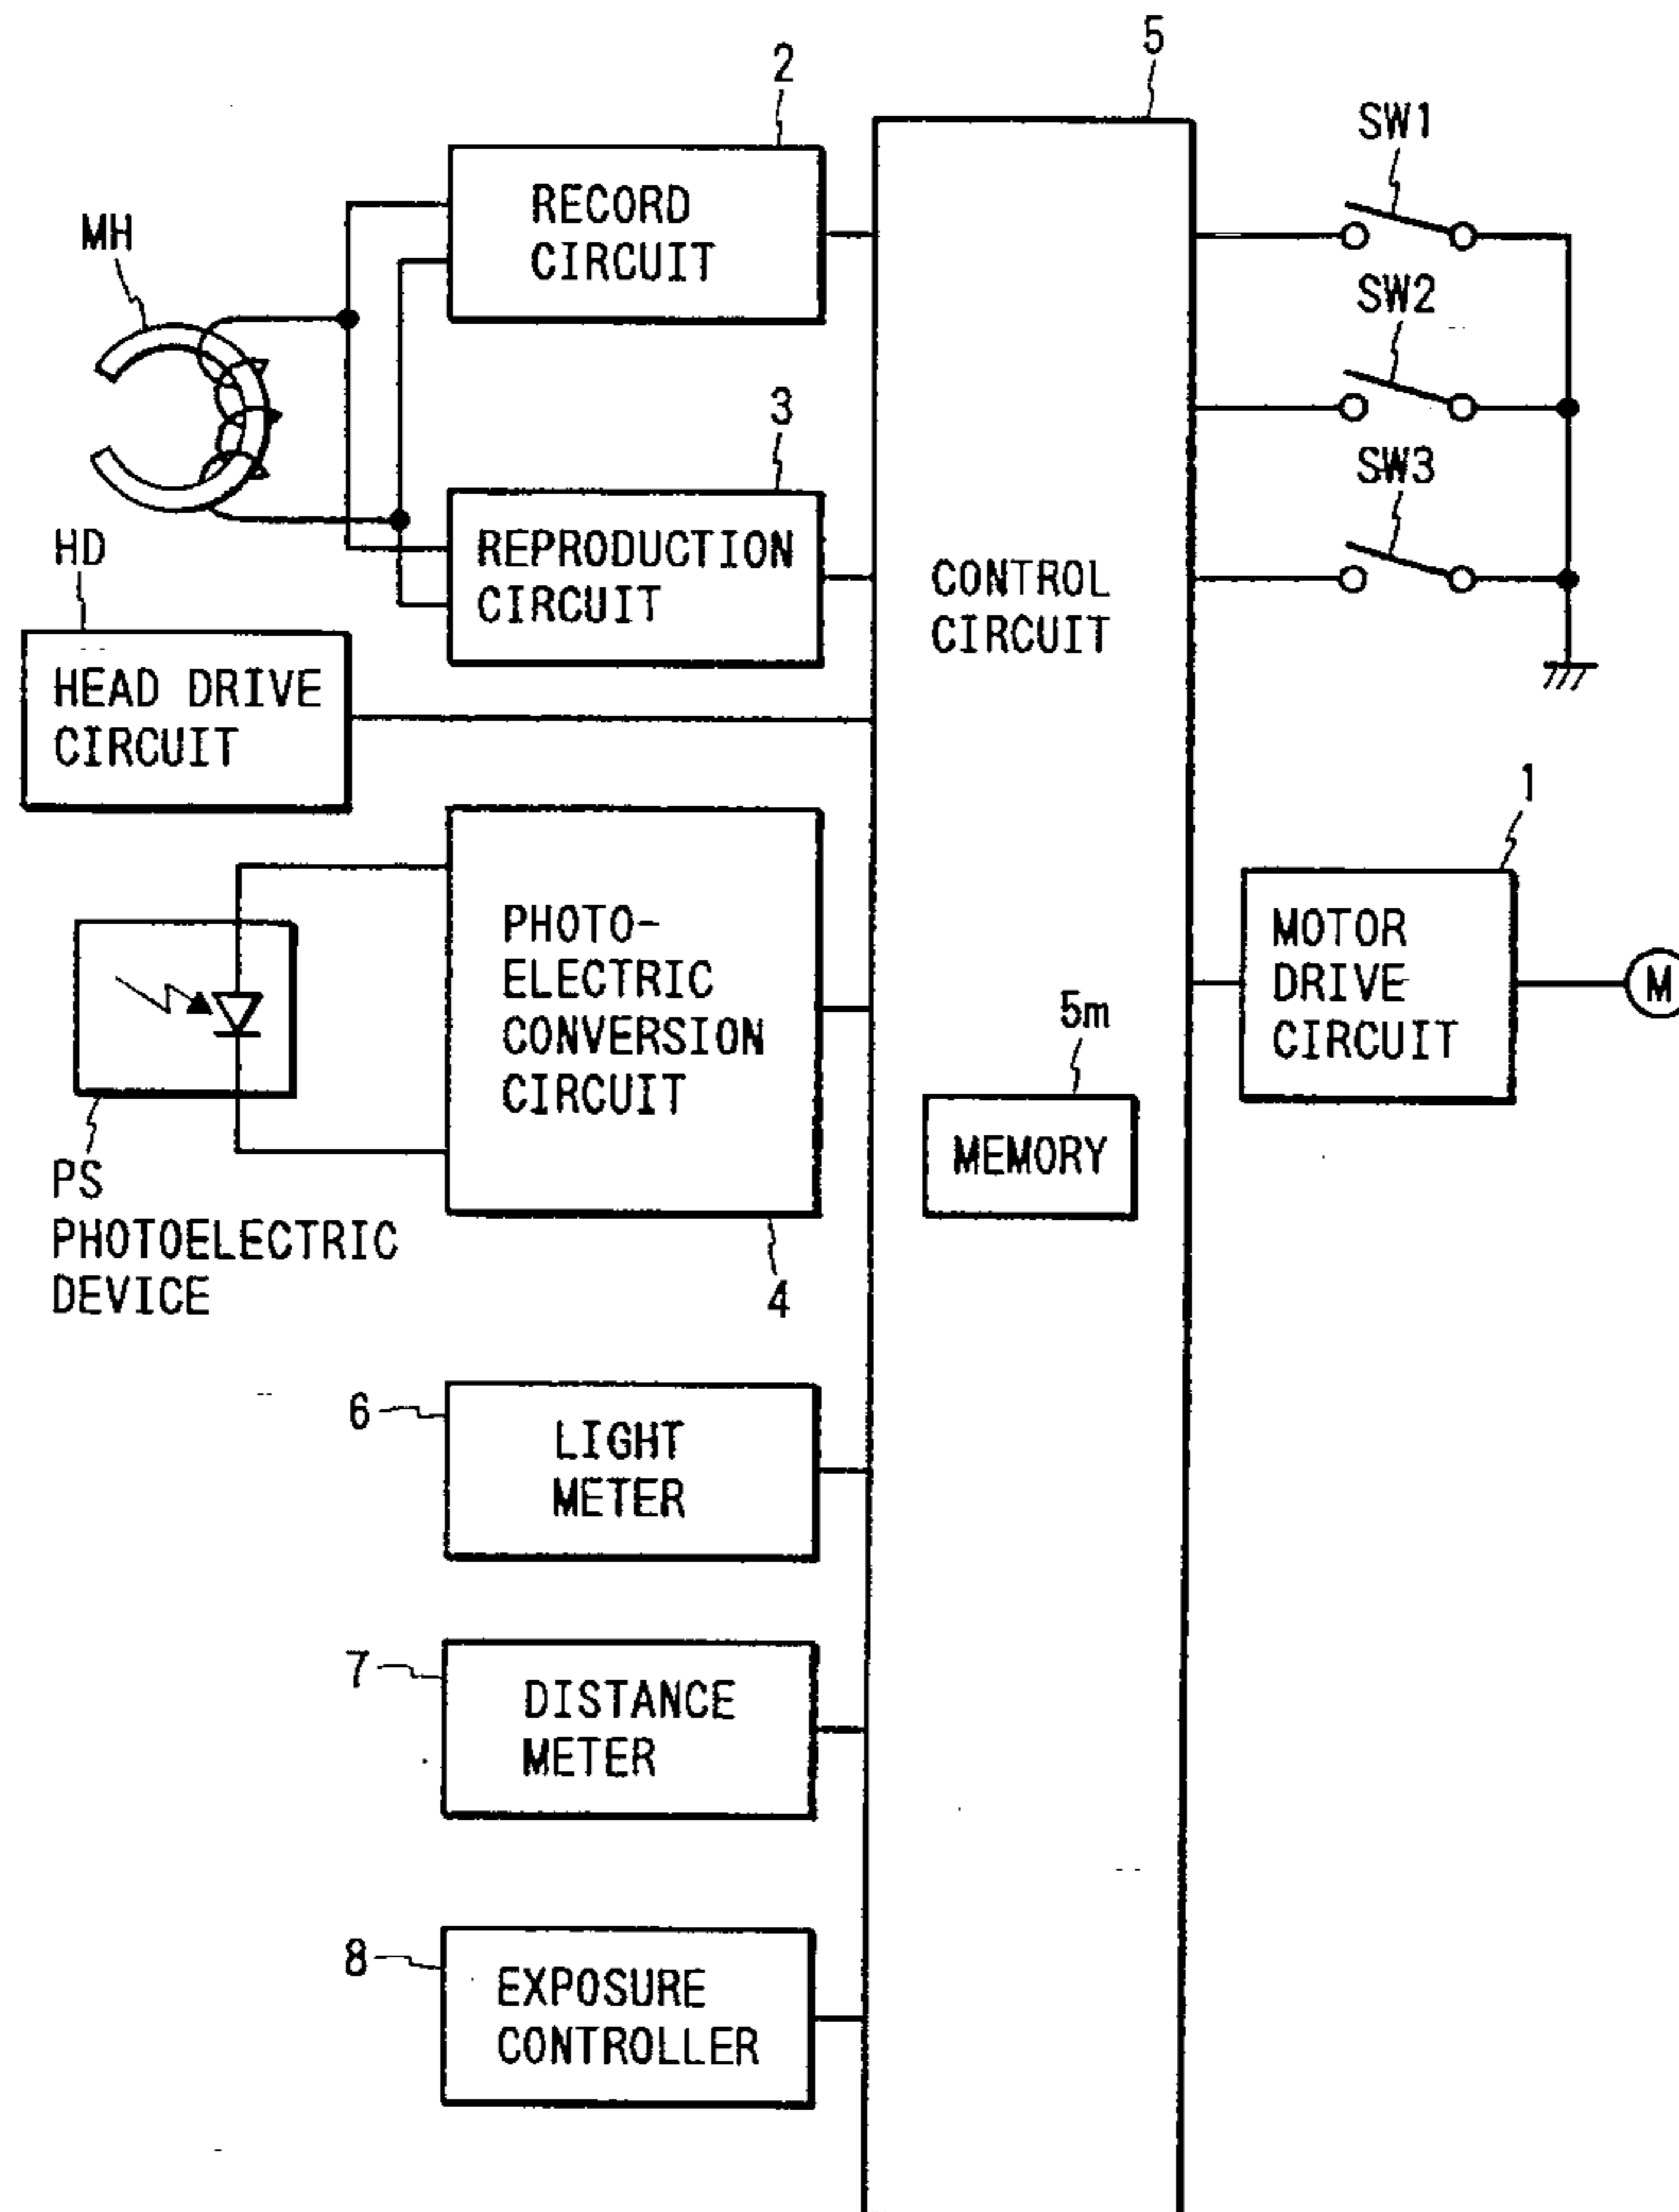 5
2
SW1
RECORD
CIRCUIT
MH
SW2
3
SW3
REPRODUCTION
CIRCUIT
HD
CONTROL
CIRCUIT
HEAD DRIVE
CIRCUIT
1
PHOTO-
ELECTRIC
CONVERSION
CIRCUIT
MOTOR
DRIVE
CIRCUIT
M
5m
MEMORY
PS
PHOTOELECTRIC
DEVICE
4
6
LIGHT
METER
7
DISTANCE
METER
8
EXPOSURE
CONTROLLER